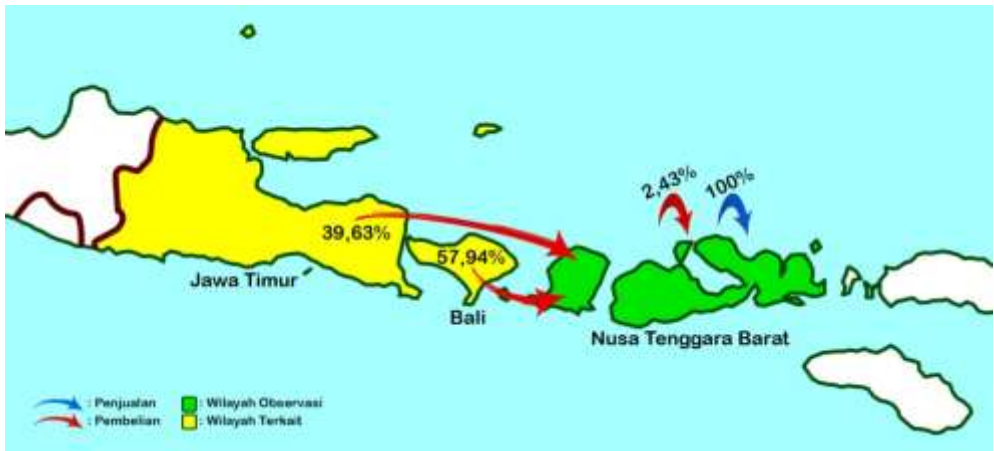 2,43%
100%
39,63%
57,94%
Jawa Timur
Bali
Nusa Tenggara Barat
: Penjualan
: Wilayah Observasi
: Pembelian
: Wilayah Terkait